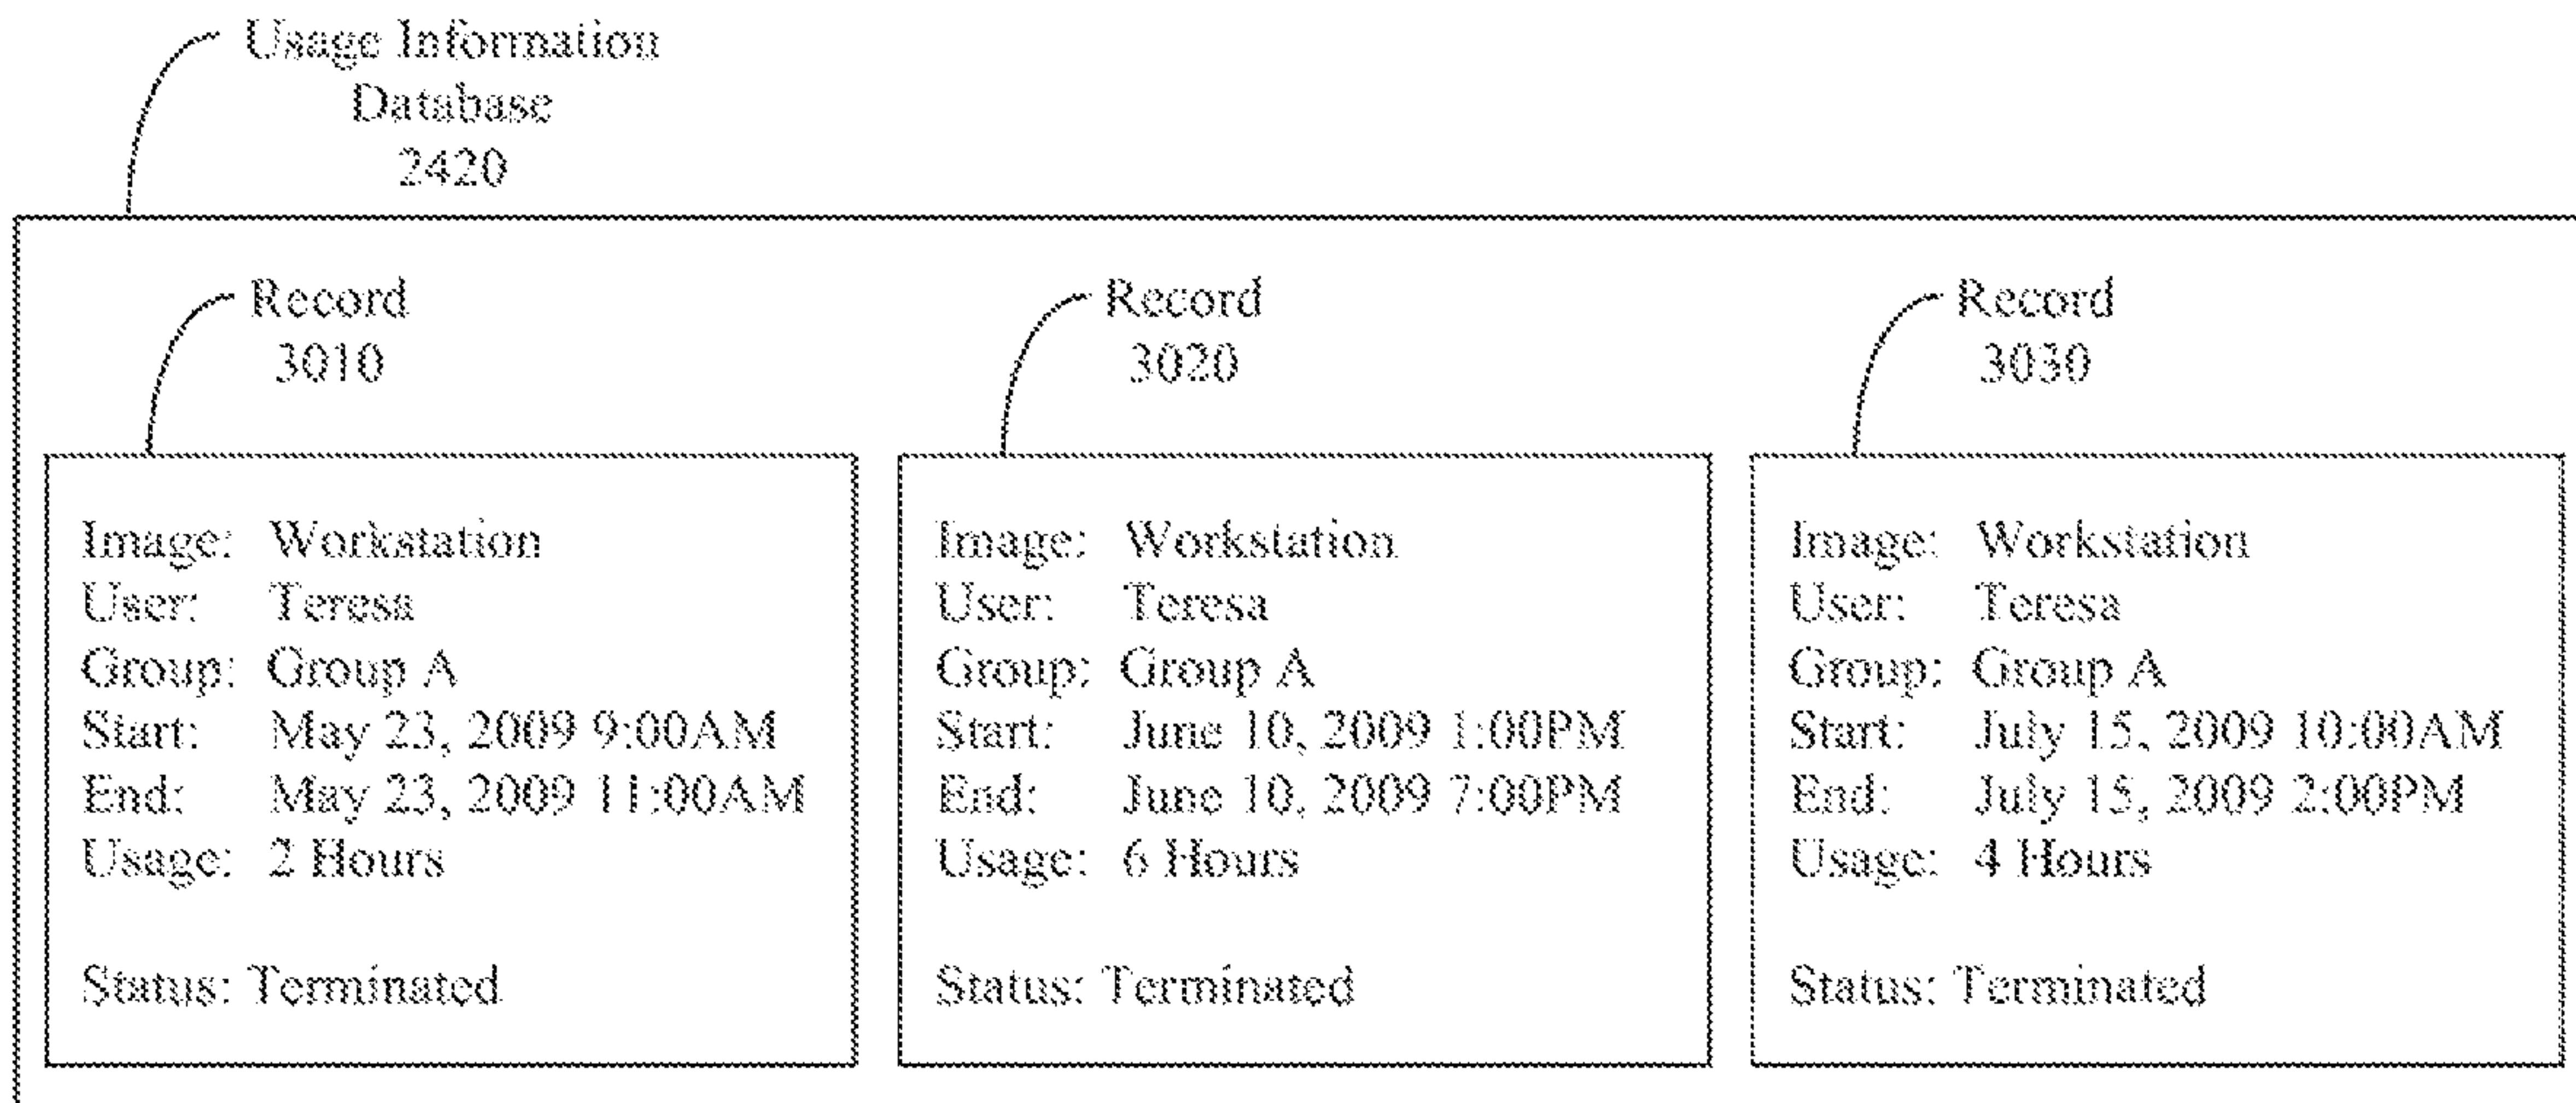 Usage Information
Database
2420
Record
3010
Image: Workstation
User: Teresa
Group: Group A
Start: May 23, 2009 9:00AM
End: May 23, 2009 11:00AM
Usage: 2 Hours
Status: Terminated
Record
3020
Image: Workstation
User: Teresa
Group: Group A
Start: June 10, 2009 1:00PM
End: June 10, 2009 7:00PM
Usage: 6 Hours
Status: Terminated
Record
3030
Image: Workstation
User: Teresa
Group: Group A
Start: July 15, 2009 10:00AM
End: July 15, 2009 2:00PM
Usage: 4 Hours
Status: Terminated